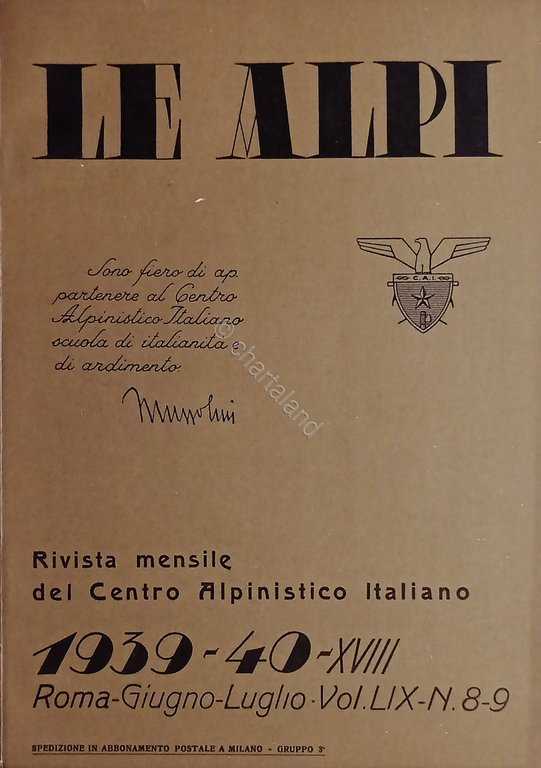 LE ALPI
Sono fiero di ap
partenere al Centro
Alpinistico Italiano
scuola di italianita e
di ardimento.
Mussolini
C.A.I.
© chartaland
Rivista mensile
del Centro Alpinistico Italiano
1939-40-XVIII
Roma-Giugno-Luglio·Vol.LIX-N.8-9
SPEDIZIONE IN ABBONAMENTO POSTALE A MILANO - GRUPPO 3°